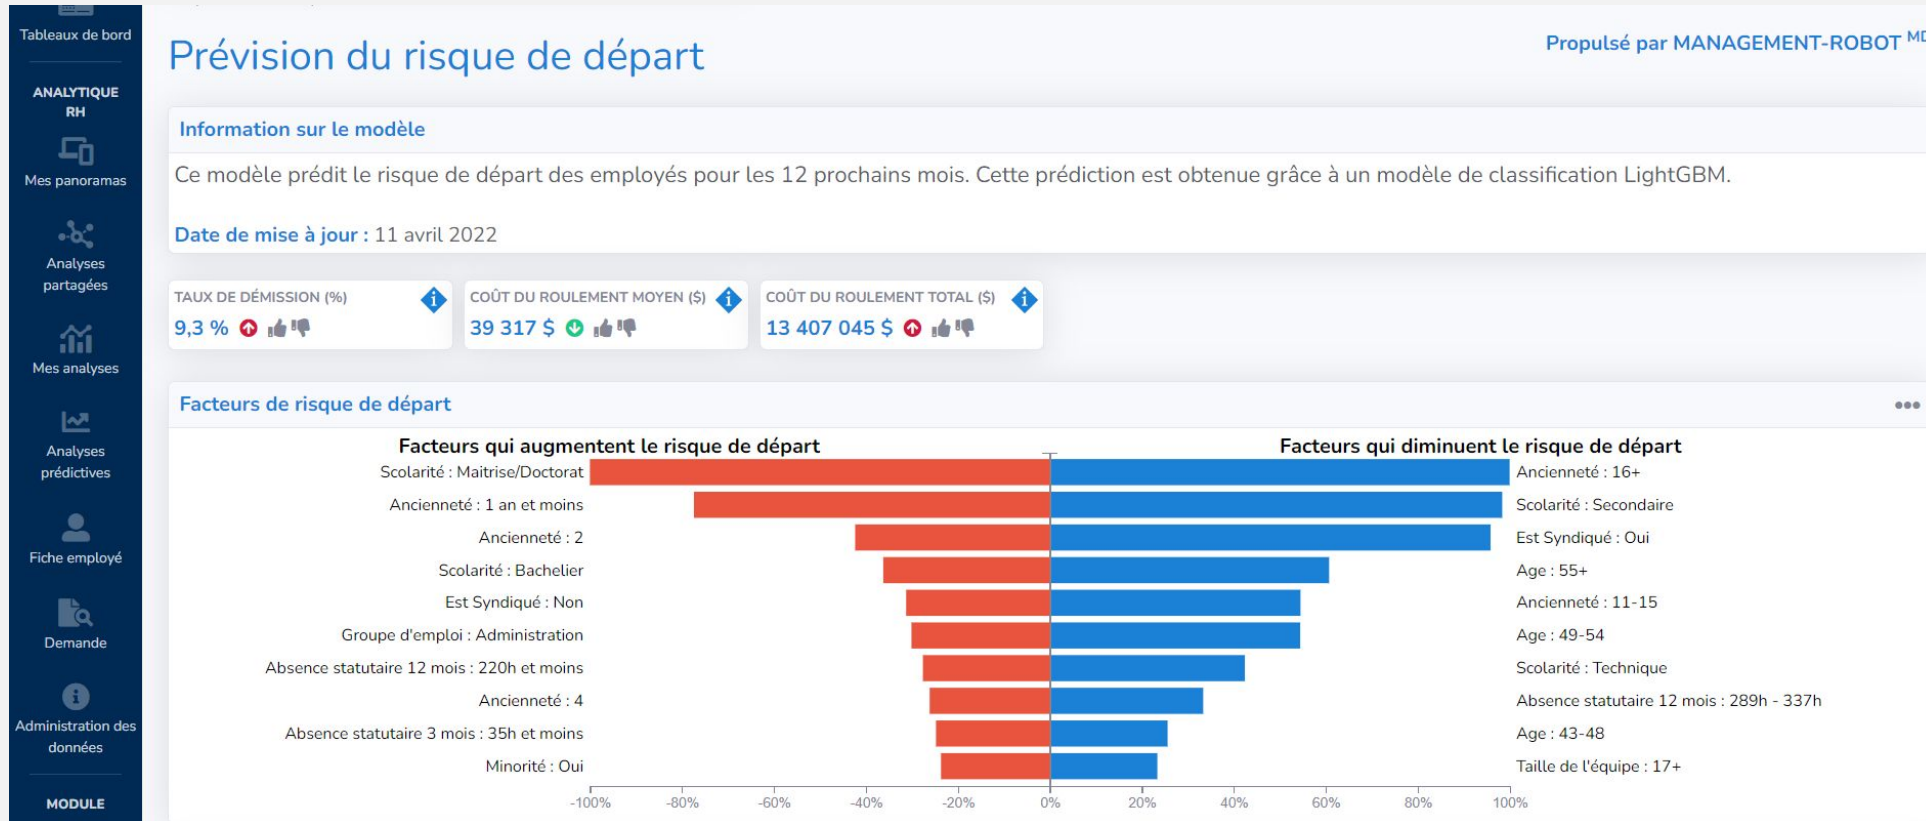 Tableaux de bord
ANALYTIQUE
RH
Mes panoramas
Analyses
partagées
Mes analyses
Analyses
prédictives
Fiche employé
Demande
Administration des
données
MODULE
Prévision du risque de départ
Propulsé par MANAGEMENT-ROBOT MD
Information sur le modèle
Ce modèle prédit le risque de départ des employés pour les 12 prochains mois. Cette prédiction est obtenue grâce à un modèle de classification LightGBM.
Date de mise à jour : 11 avril 2022
TAUX DE DÉMISSION (%)
9,3 %
COÛT DU ROULEMENT MOYEN ($)
39 317 $
COÛT DU ROULEMENT TOTAL ($)
13 407 045 $
Facteurs de risque de départ
Facteurs qui augmentent le risque de départ
Scolarité : Maitrise/Doctorat
Ancienneté : 1 an et moins
Ancienneté : 2
Scolarité : Bachelier
Est Syndiqué : Non
Groupe d'emploi : Administration
Absence statutaire 12 mois : 220h et moins
Ancienneté : 4
Absence statutaire 3 mois : 35h et moins
Minorité : Oui
Facteurs qui diminuent le risque de départ
Ancienneté : 16+
Scolarité : Secondaire
Est Syndiqué : Oui
Age : 55+
Ancienneté : 11-15
Age : 49-54
Scolarité : Technique
Absence statutaire 12 mois : 289h - 337h
Age : 43-48
Taille de l'équipe : 17+
-100% -80% -60% -40% -20% 0% 20% 40% 60% 80% 100%